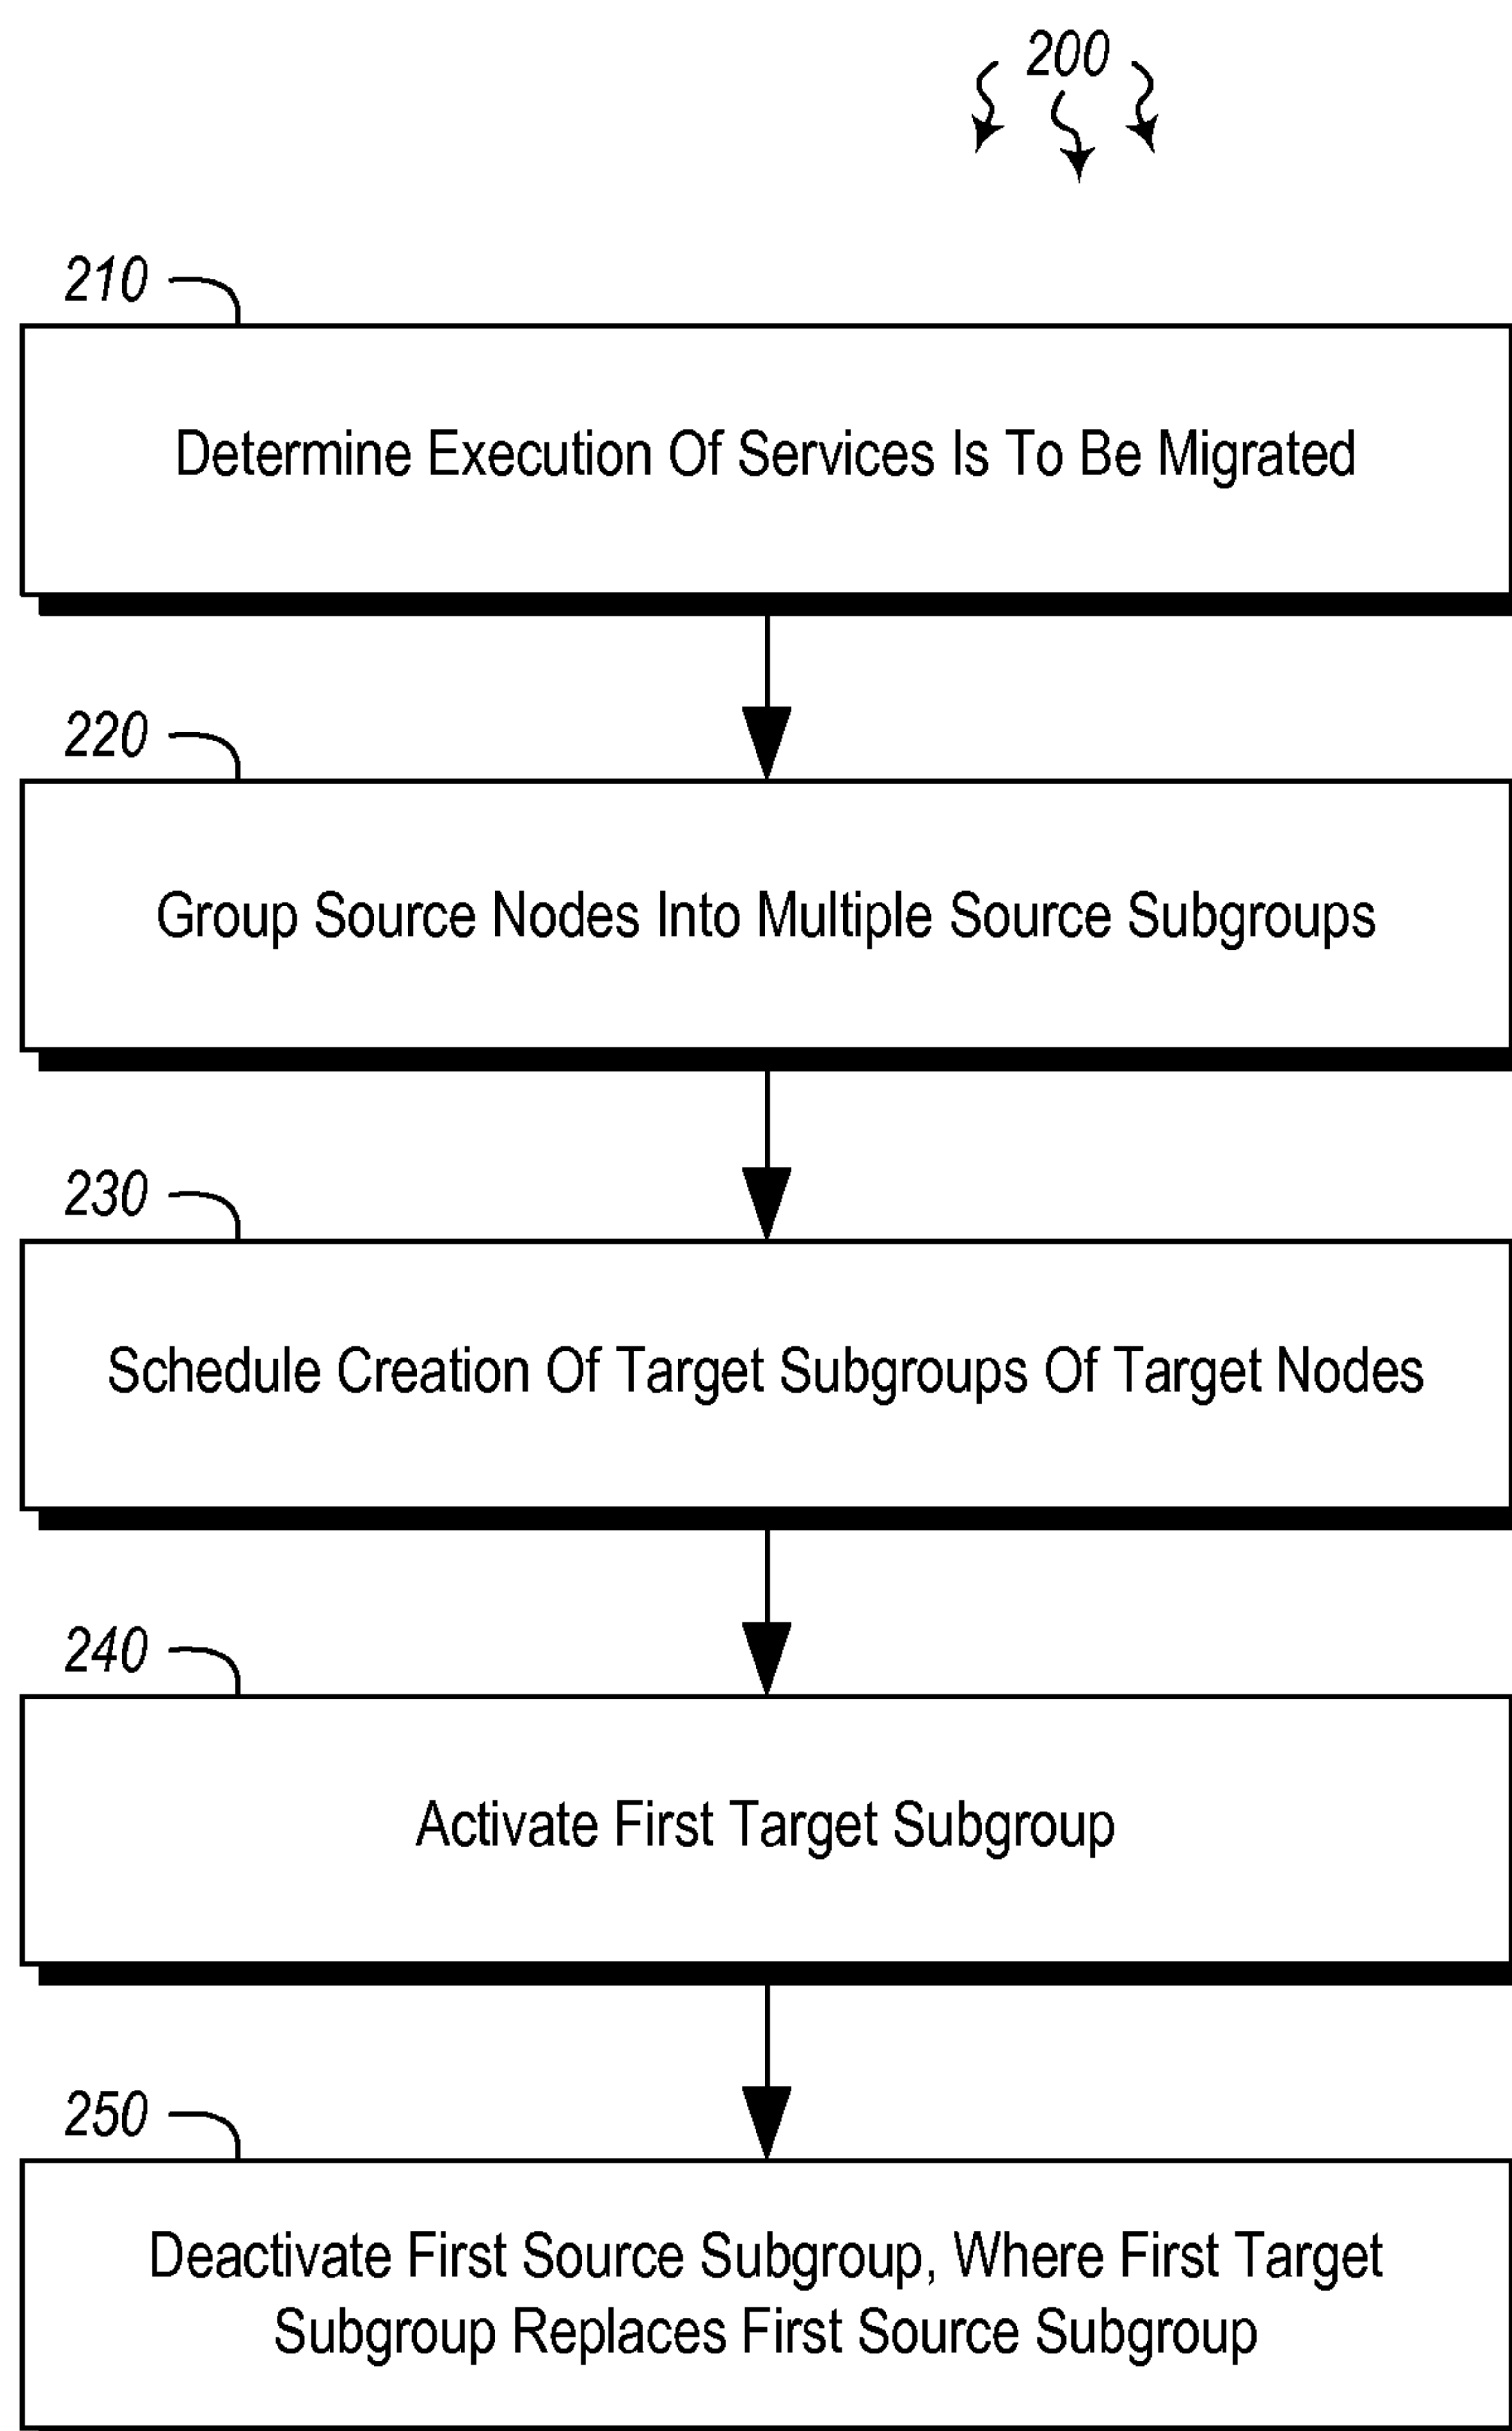 200
210
Determine Execution Of Services Is To Be Migrated
220
Group Source Nodes Into Multiple Source Subgroups
230
Schedule Creation Of Target Subgroups Of Target Nodes
240
Activate First Target Subgroup
250
Deactivate First Source Subgroup, Where First Target
Subgroup Replaces First Source Subgroup